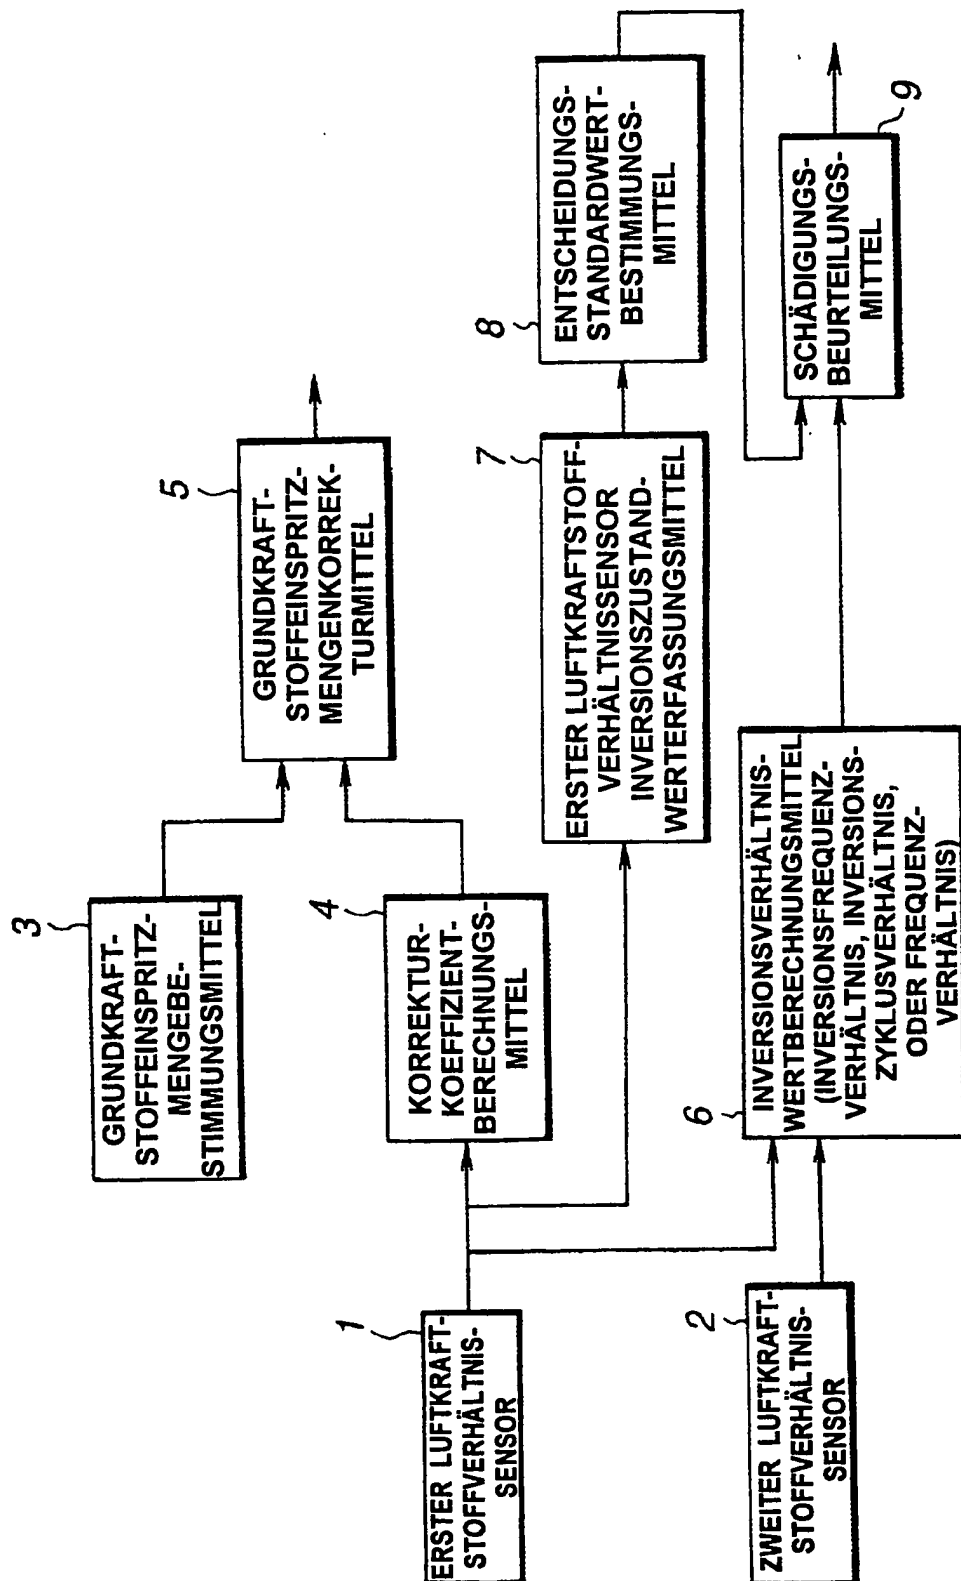 1
ERSTER LUFTKRAFT-
STOFFVERHÄLTNIS-
SENSOR
2
ZWEITER LUFTKRAFT-
STOFFVERHÄLTNIS-
SENSOR
3
GRUNDKRAFT-
STOFFEINSPRITZ-
MENGEBE-
STIMMUNGSMITTEL
4
KORREKTUR-
KOEFFIZIENT-
BERECHNUNGS-
MITTEL
5
GRUNDKRAFT-
STOFFEINSPRITZ-
MENGENKORREK-
TURMITTEL
6
INVERSIONSVERHÄLTNIS-
WERTBERECHNUNGSMITTEL
(INVERSIONSFREQUENZ-
VERHÄLTNIS, INVERSIONS-
ZYKLUSVERHÄLTNIS,
ODER FREQUENZ-
VERHÄLTNIS)
7
ERSTER LUFTKRAFTSTOFF-
VERHÄLTNISSENSOR
INVERSIONSZUSTAND-
WERTERFASSUNGSMITTEL
8
ENTSCHEIDUNGS-
STANDARDWERT-
BESTIMMUNGS-
MITTEL
9
SCHÄDIGUNGS-
BEURTEILUNGS-
MITTEL